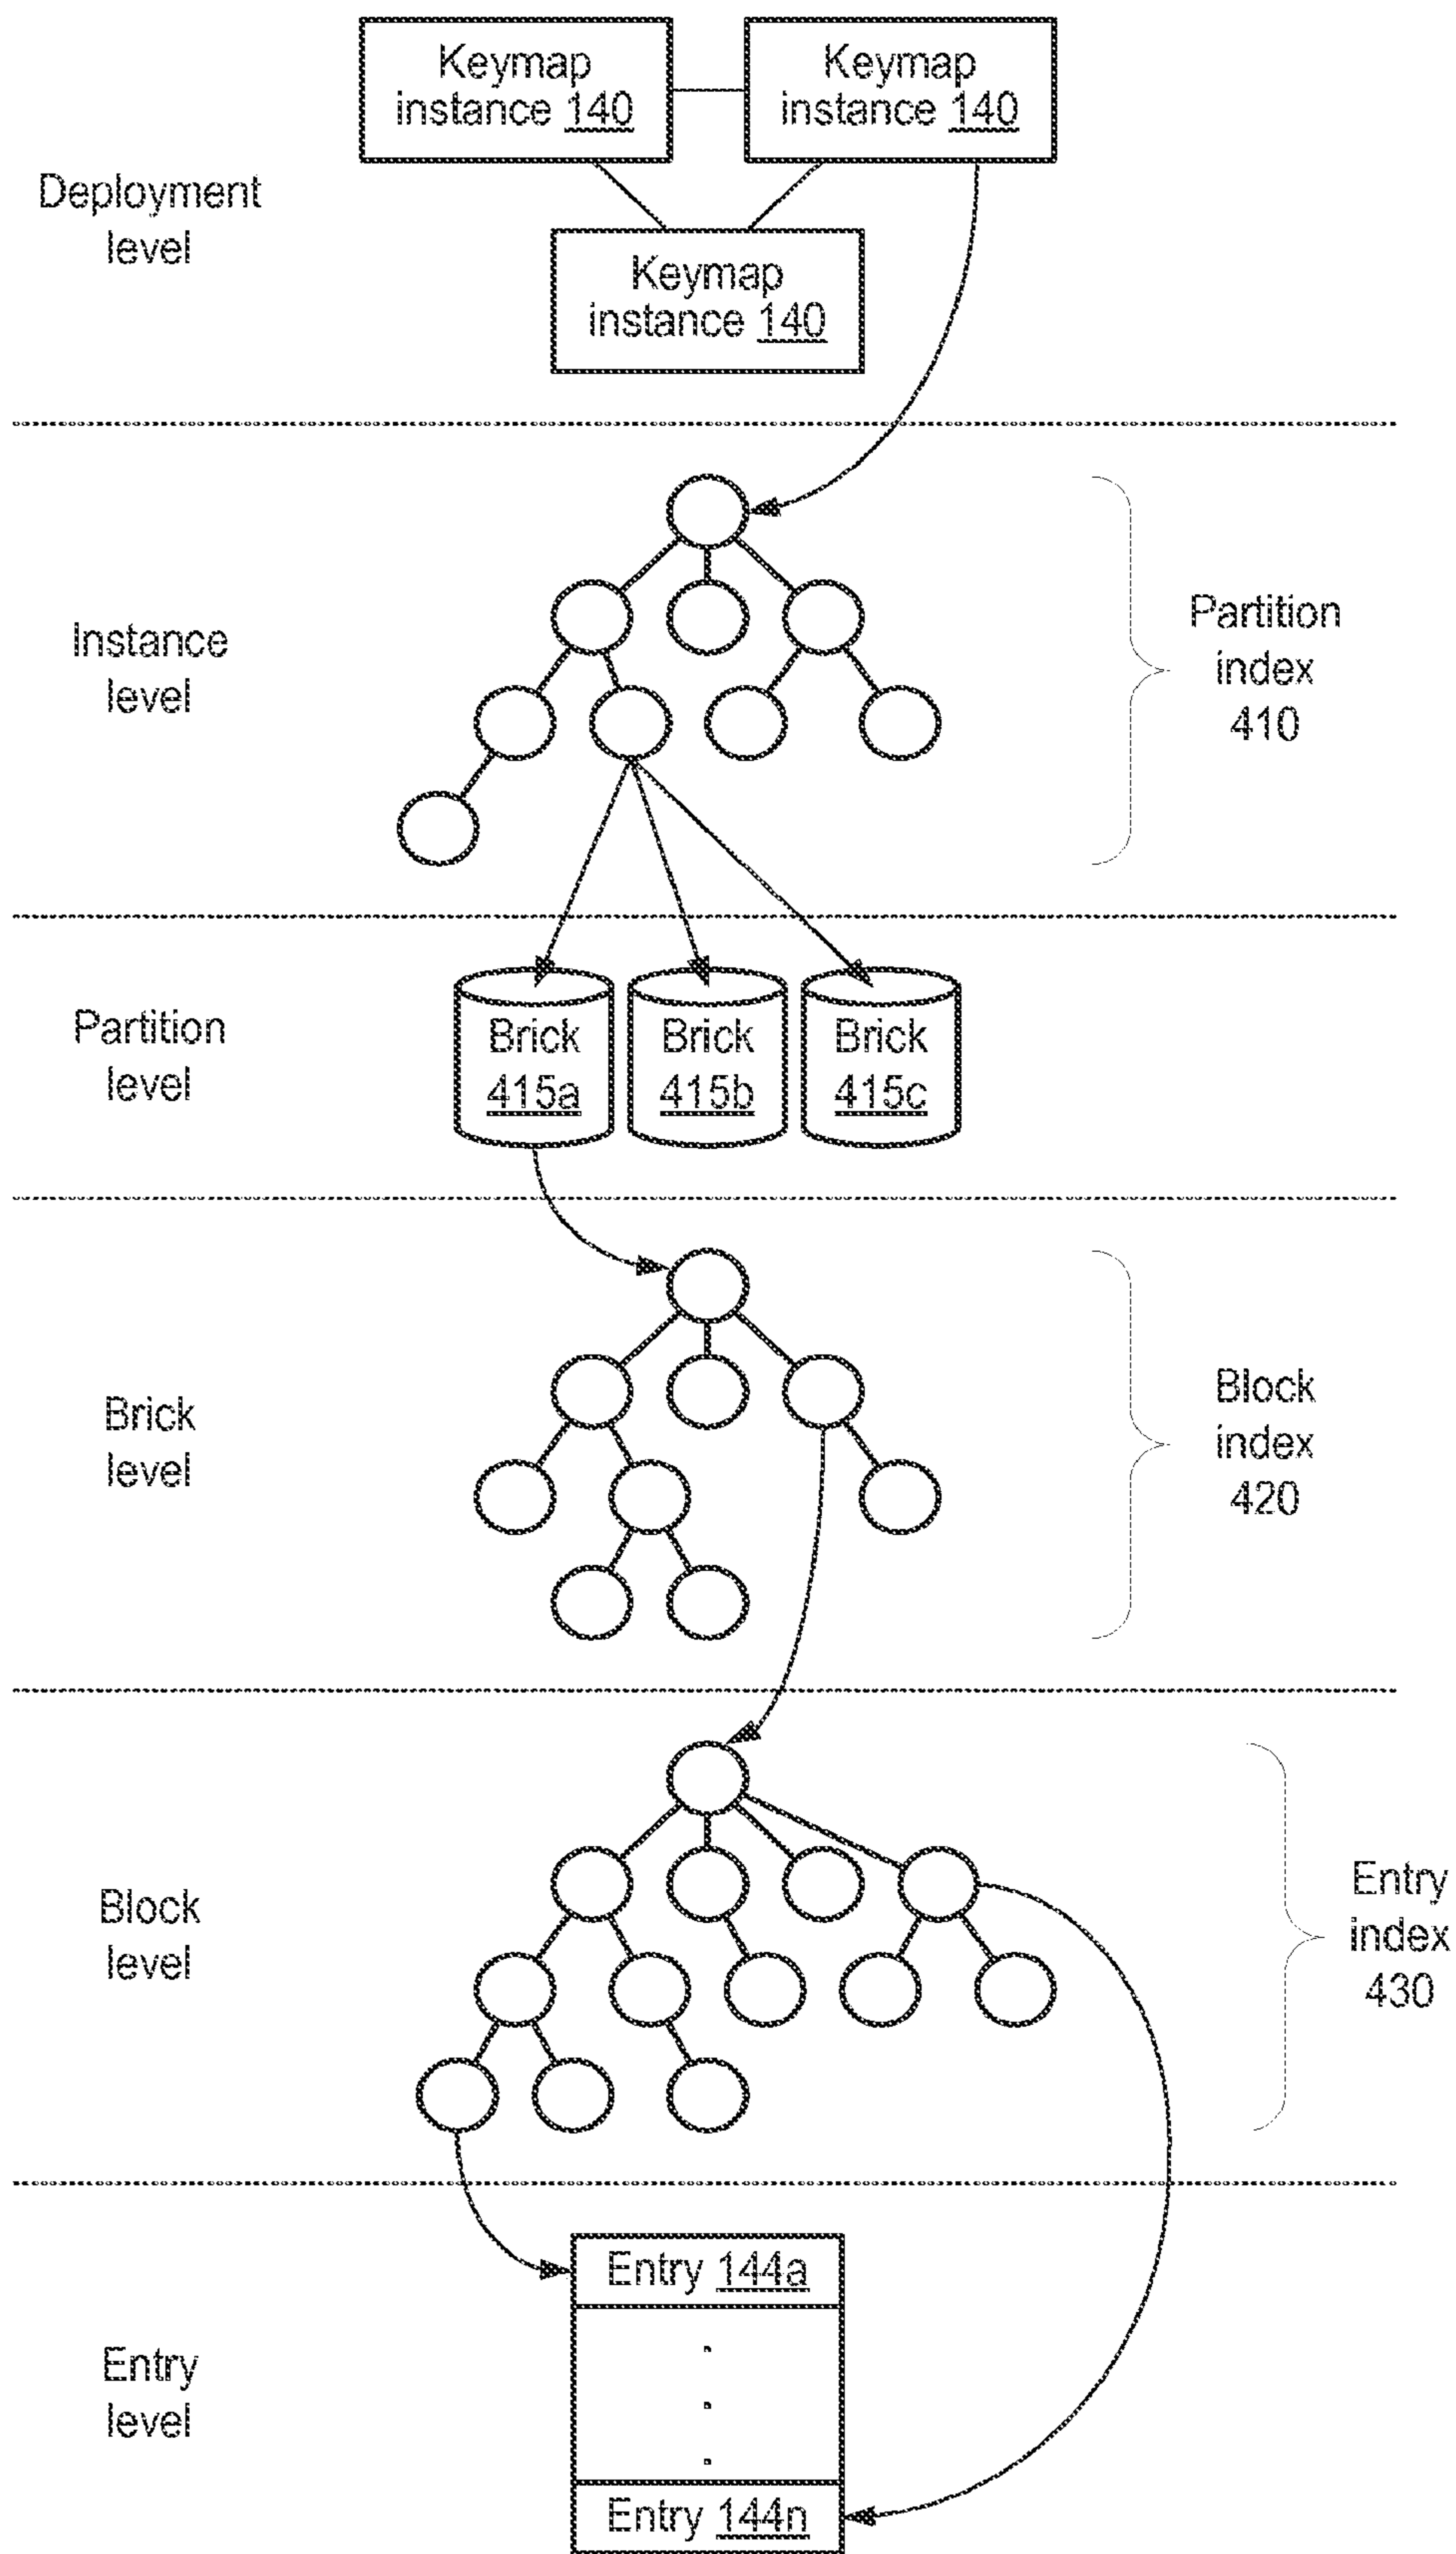 Keymap
instance 140
Keymap
instance 140
Deployment
level
Keymap
instance 140
Instance
level
Partition
index
410
Partition
level
Brick
415a
Brick
415b
Brick
415c
Brick
level
Block
index
420
Block
level
Entry
index
430
Entry
level
Entry 144a
.
.
.
Entry 144n